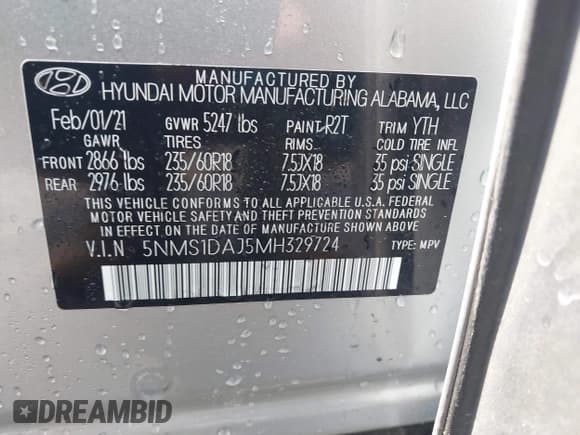 MANUFACTURED BY
HYUNDAI MOTOR MANUFACTURING ALABAMA, LLC
Feb/01/21 GVWR 5247 lbs PAINT R2T TRIM YTH
GAWR TIRES RIMS COLD TIRE INFL
FRONT 2866 lbs 235/60R18 7.5JX18 35 psi SINGLE
REAR 2976 lbs 235/60R18 7.5JX18 35 psi SINGLE
THIS VEHICLE CONFORMS TO ALL APPLICABLE U.S.A. FEDERAL
MOTOR VEHICLE SAFETY AND THEFT PREVENTION STANDARDS
IN EFFECT ON THE DATE OF MANUFACTURE SHOWN ABOVE.
V.I.N 5NMS1DAJ5MH329724 TYPE: MPV
DREAMBID